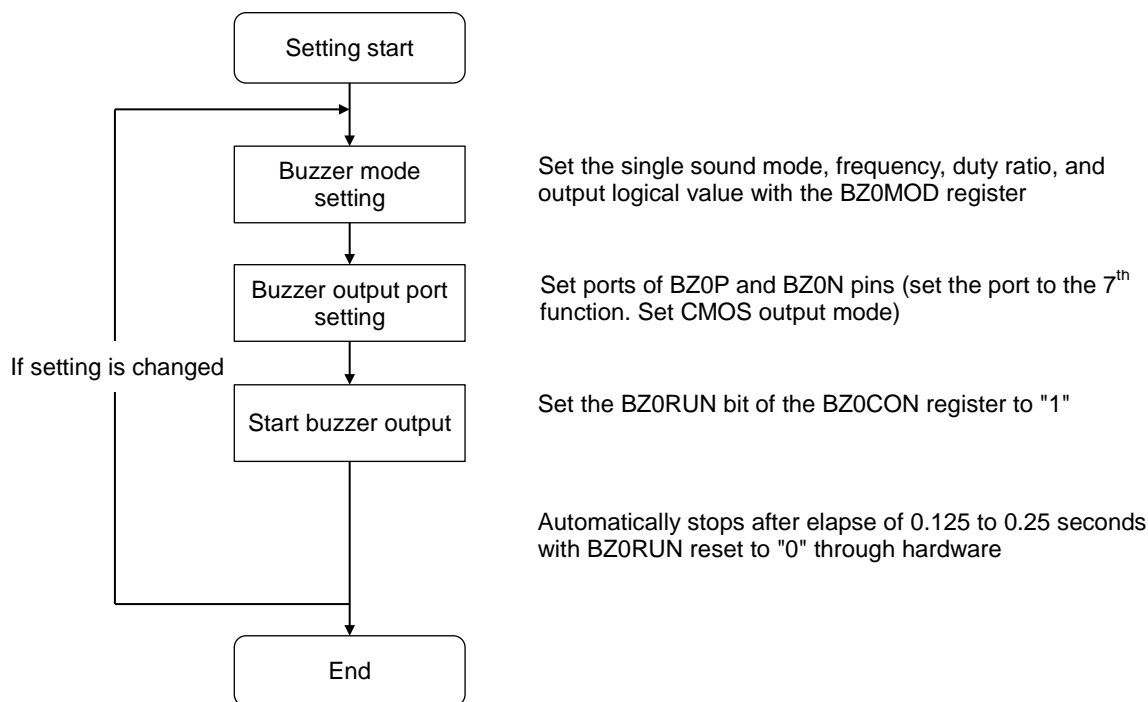 Setting start
Buzzer mode
setting
Set the single sound mode, frequency, duty ratio, and
output logical value with the BZ0MOD register
Buzzer output port
setting
Set ports of BZ0P and BZ0N pins (set the port to the 7th
function. Set CMOS output mode)
If setting is changed
Start buzzer output
Set the BZ0RUN bit of the BZ0CON register to "1"
Automatically stops after elapse of 0.125 to 0.25 seconds
with BZ0RUN reset to "0" through hardware
End